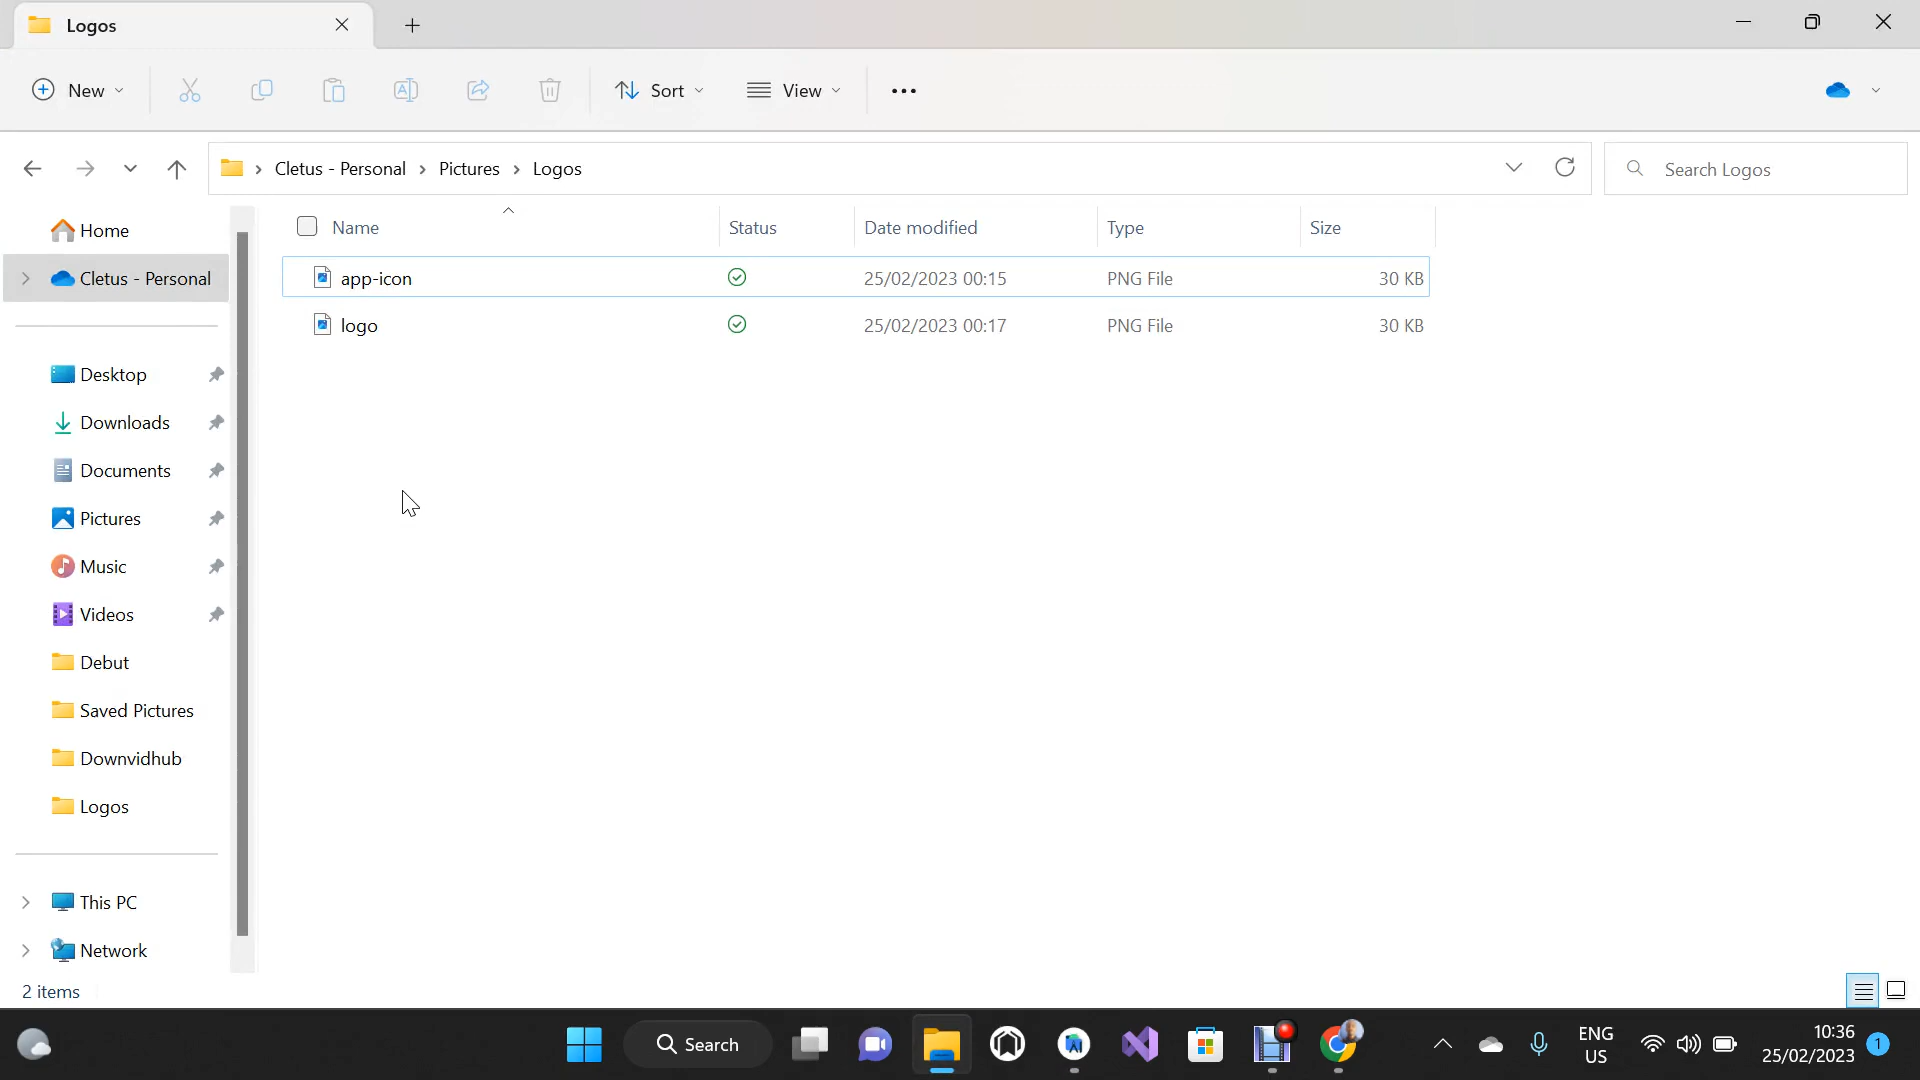 Logos
New
Sort
View
Cletus - Personal
Pictures
Logos
Search Logos
Name
Status
Date modified
Type
Size
app-icon
25/02/2023 00:15
PNG File
30 KB
logo
25/02/2023 00:17
PNG File
30 KB
Home
Cletus - Personal
Desktop
Downloads
Documents
Pictures
Music
Videos
Debut
Saved Pictures
Downvidhub
Logos
This PC
Network
2 items
Search
ENG
US
10:36
25/02/2023
1